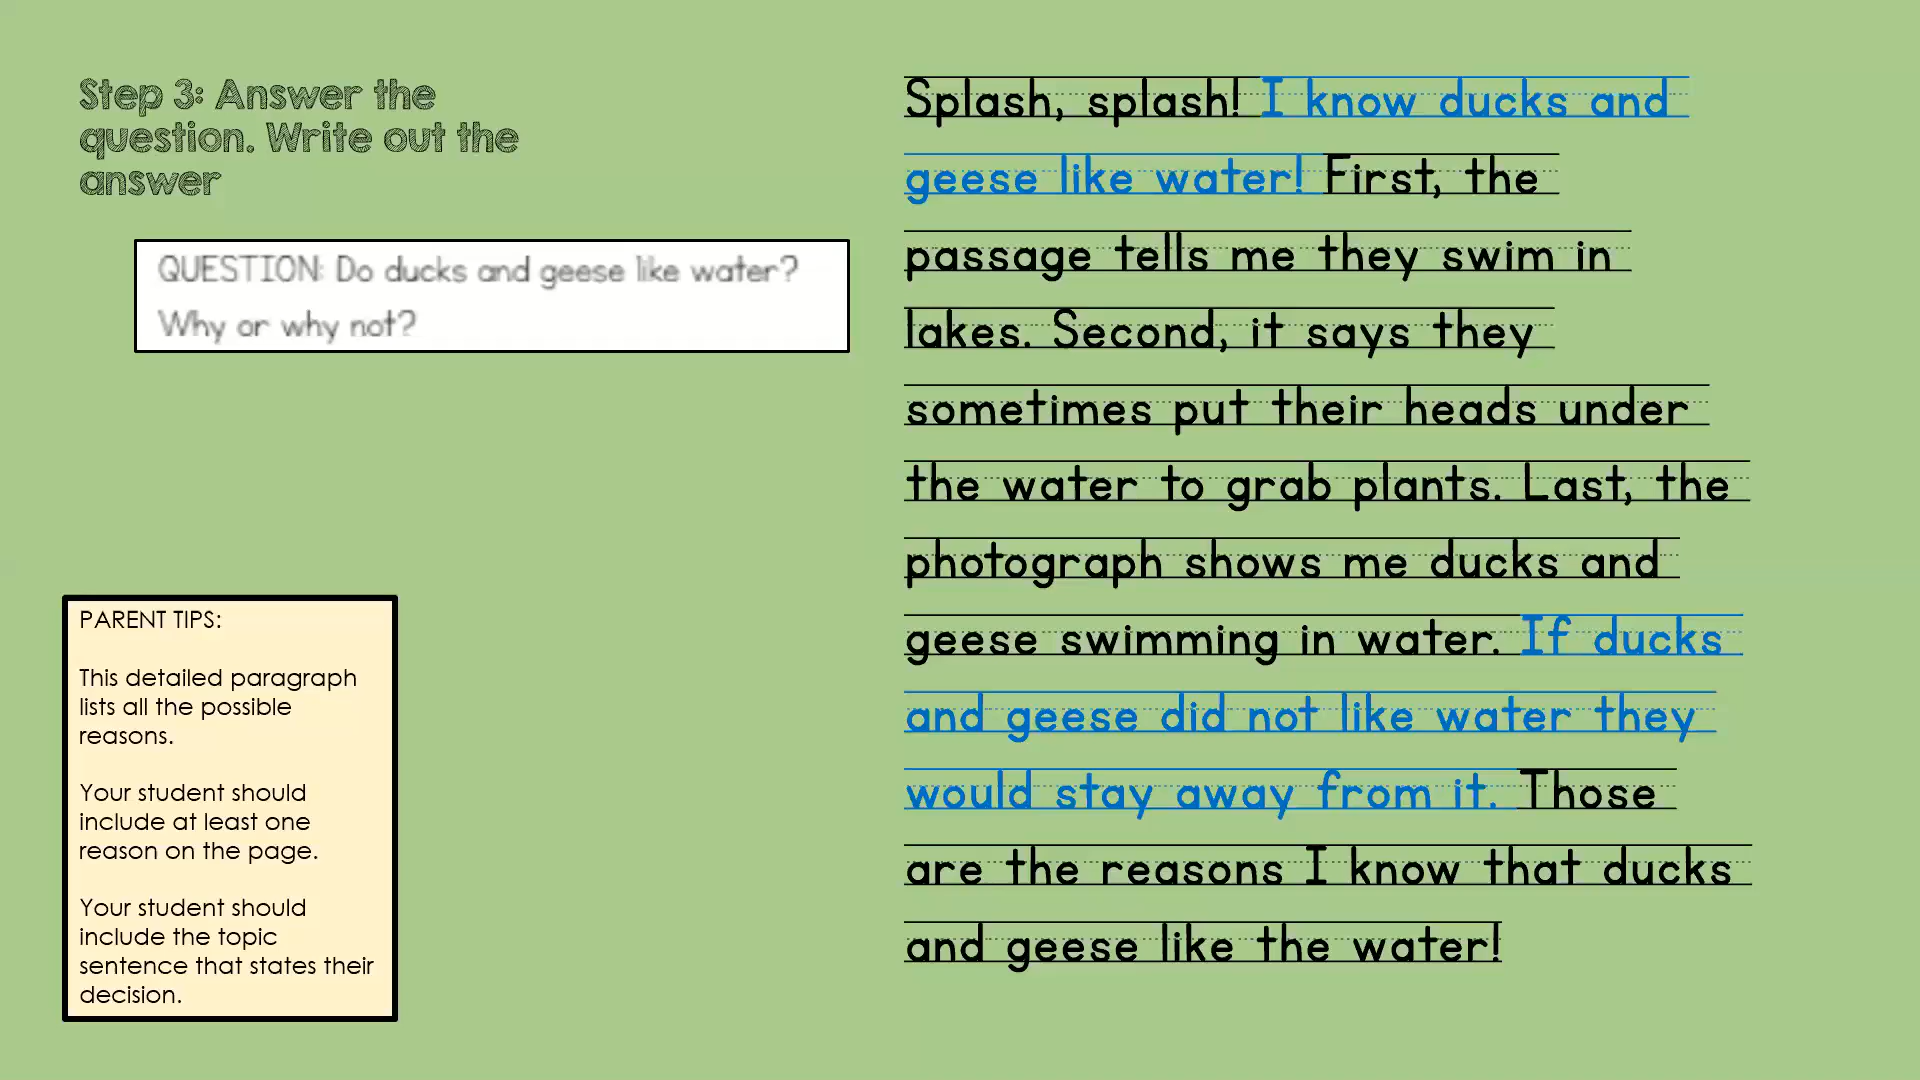 Step 3: Answer the
question. Write out the
answer
QUESTION: Do ducks and geese like water?
Why or why not?
PARENT TIPS:
This detailed paragraph
lists all the possible
reasons.
Your student should
include at least one
reason on the page.
Your student should
include the topic
sentence that states their
decision.
Splash, splash! I know ducks and
geese like water! First, the
passage tells me they swim in
lakes. Second, it says they
sometimes put their heads under
the water to grab plants. Last, the
photograph shows me ducks and
geese swimming in water. If ducks
and geese did not like water they
would stay away from it. Those
are the reasons I know that ducks
and geese like the water!